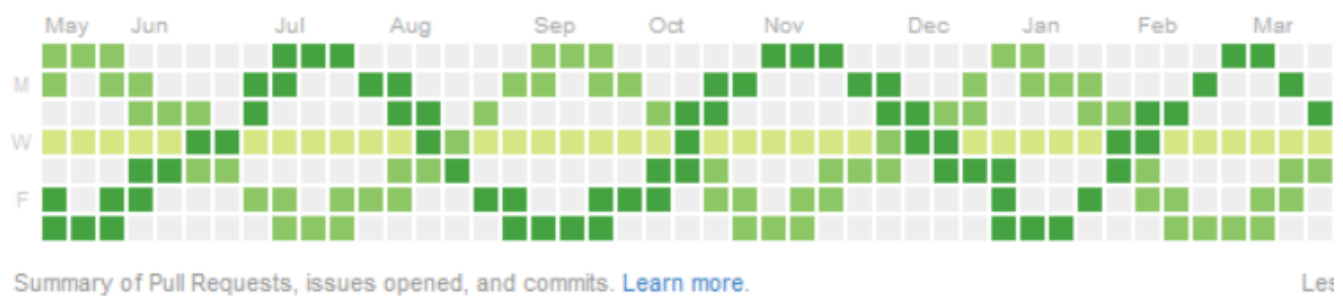 May Jun Jul Aug Sep Oct Nov Dec Jan Feb Mar
M
W
F
Summary of Pull Requests, issues opened, and commits. Learn more.
Les